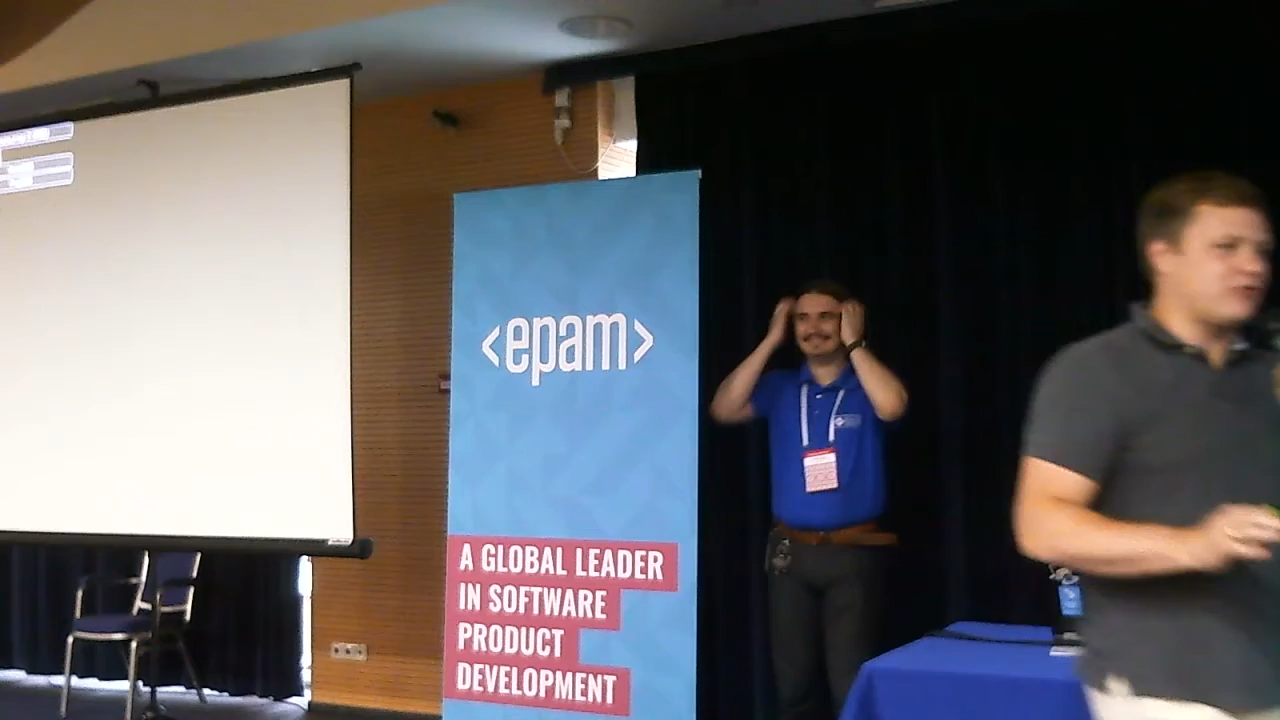 <epam>
A GLOBAL LEADER
IN SOFTWARE
PRODUCT
DEVELOPMENT